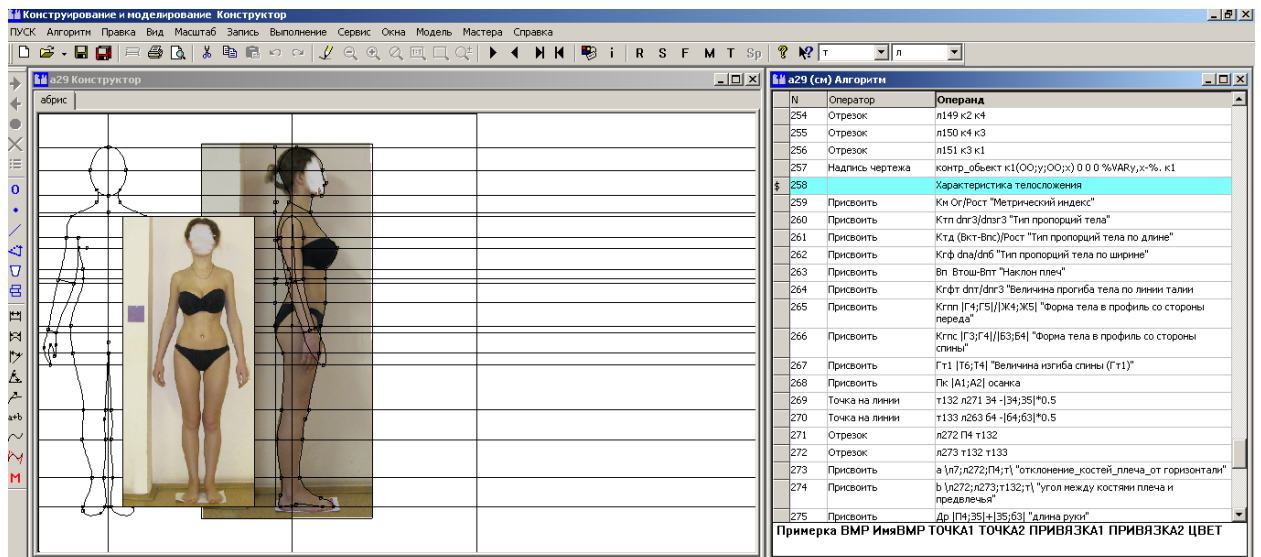 Конструирование и моделирование Конструктор
ПУСК Алгоритм Правка Вид Масштаб Запись Выполнение Сервис Окна Модель Мастера Справка
i R S F M T Sp т л
а29 Конструктор
абрис
0
a+b
M
а29 (см) Алгоритм
N Оператор Операнд
254 Отрезок л149 к2 к4
255 Отрезок л150 к4 к3
256 Отрезок л151 к3 к1
257 Надпись чертежа контр_обьект к1(ОО;у;ОО;х) 0 0 0 %VARу,х-%. к1
$ 258 Характеристика телосложения
259 Присвоить Км Ог/Рост "Метрический индекс"
260 Присвоить Ктп dпг3/dпзг3 "Тип пропорций тела"
261 Присвоить Ктд (Вкт-Впс)/Рост "Тип пропорций тела по длине"
262 Присвоить Кгф dпа/dпб "Тип пропорций тела по ширине"
263 Присвоить Вп Втош-Впт "Наклон плеч"
264 Присвоить Кгфт dпт/dпг3 "Величина прогиба тела по линии талии
265 Присвоить Кгпп |Г4;Г5|/|Ж4;Ж5| "Форма тела в профиль со стороны
переда"
266 Присвоить Кгпс |Г3;Г4|/|Б3;Б4| "Форма тела в профиль со стороны
спины"
267 Присвоить Гт1 |Т6;Т4| "Величина изгиба спины (Гт1)"
268 Присвоить Пк |А1;А2| осанка
269 Точка на линии т132 л271 34 -|34;35|*0.5
270 Точка на линии т133 л263 64 -|64;63|*0.5
271 Отрезок л272 П4 т132
272 Отрезок л273 т132 т133
273 Присвоить a \л7;л272;П4;т\ "отклонение_костей_плеча_от горизонтали"
274 Присвоить b \л272;л273;т132;т\ "угол между костями плеча и
предвлечья"
275 Присвоить Др |П4;35|+|35;63| "длина руки"
Примерка BMP ИмяBMP ТОЧКА1 ТОЧКА2 ПРИВЯЗКА1 ПРИВЯЗКА2 ЦВЕТ